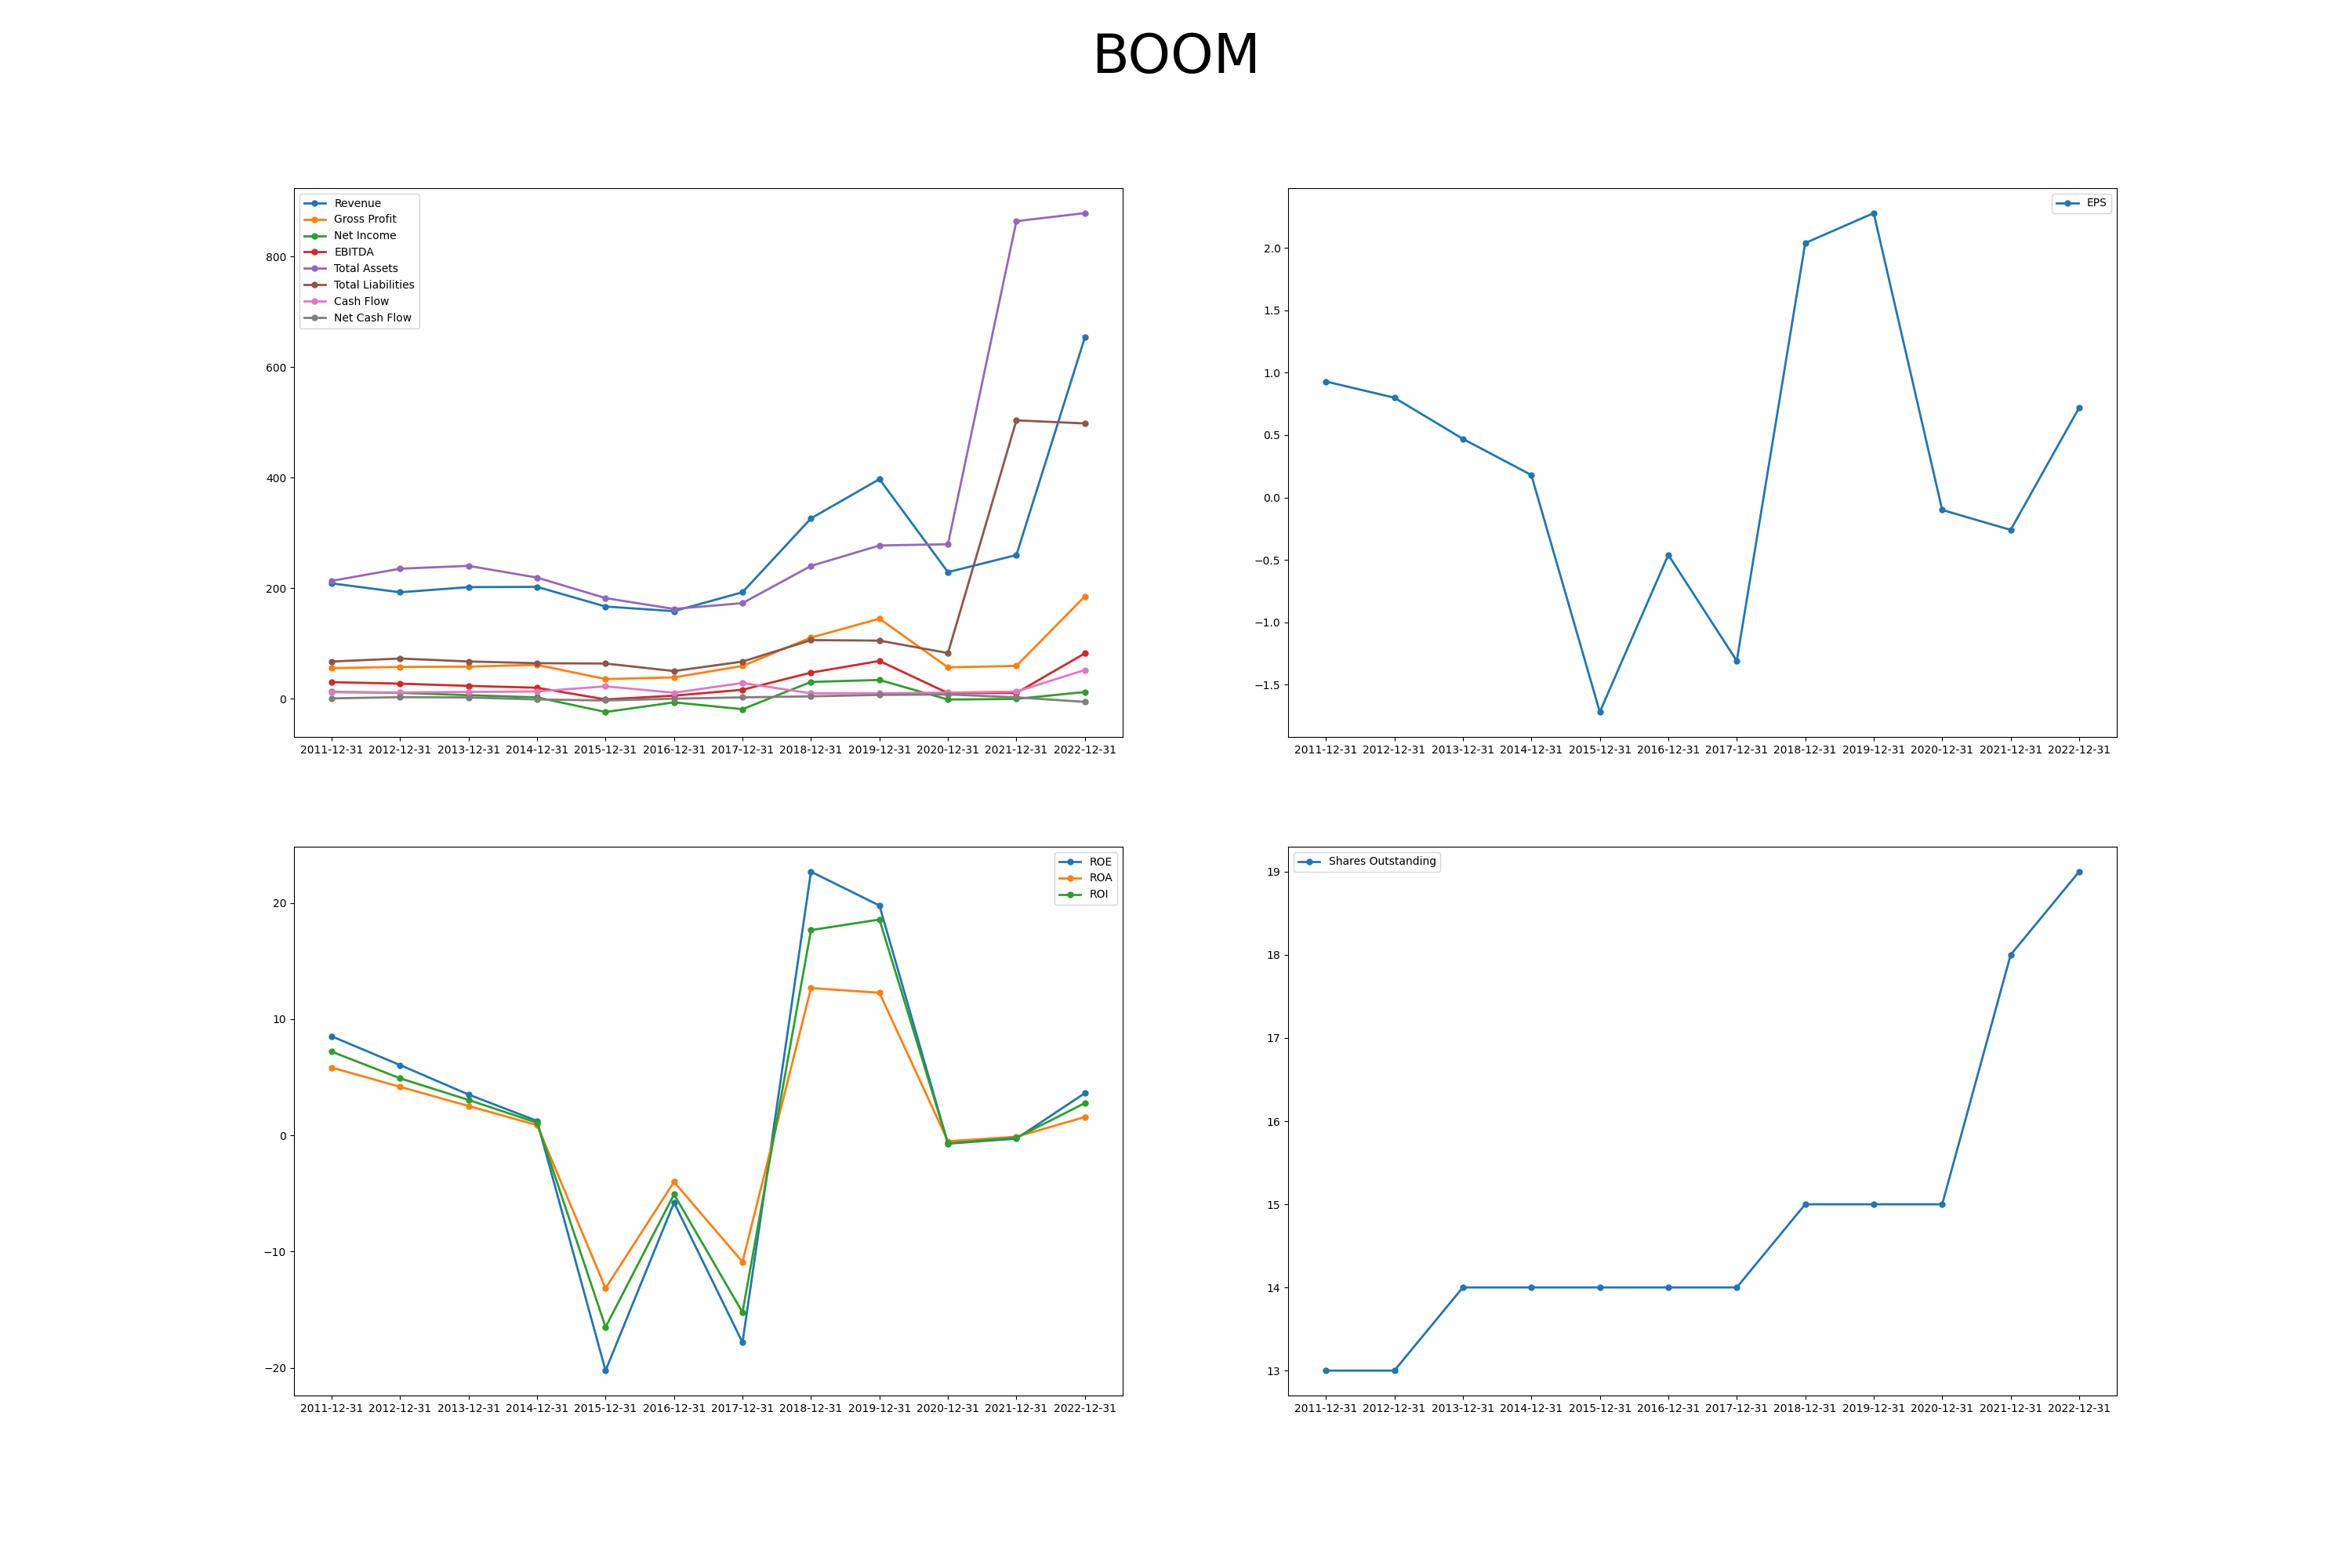 BOOM
Revenue
Gross Profit
Net Income
EBITDA
Total Assets
Total Liabilities
Cash Flow
Net Cash Flow
800
600
400
200
0
2011-12-31 2012-12-31 2013-12-31 2014-12-31 2015-12-31 2016-12-31 2017-12-31 2018-12-31 2019-12-31 2020-12-31 2021-12-31 2022-12-31
EPS
2.0
1.5
1.0
0.5
0.0
−0.5
−1.0
−1.5
2011-12-31 2012-12-31 2013-12-31 2014-12-31 2015-12-31 2016-12-31 2017-12-31 2018-12-31 2019-12-31 2020-12-31 2021-12-31 2022-12-31
ROE
ROA
ROI
20
10
0
−10
−20
2011-12-31 2012-12-31 2013-12-31 2014-12-31 2015-12-31 2016-12-31 2017-12-31 2018-12-31 2019-12-31 2020-12-31 2021-12-31 2022-12-31
Shares Outstanding
19
18
17
16
15
14
13
2011-12-31 2012-12-31 2013-12-31 2014-12-31 2015-12-31 2016-12-31 2017-12-31 2018-12-31 2019-12-31 2020-12-31 2021-12-31 2022-12-31